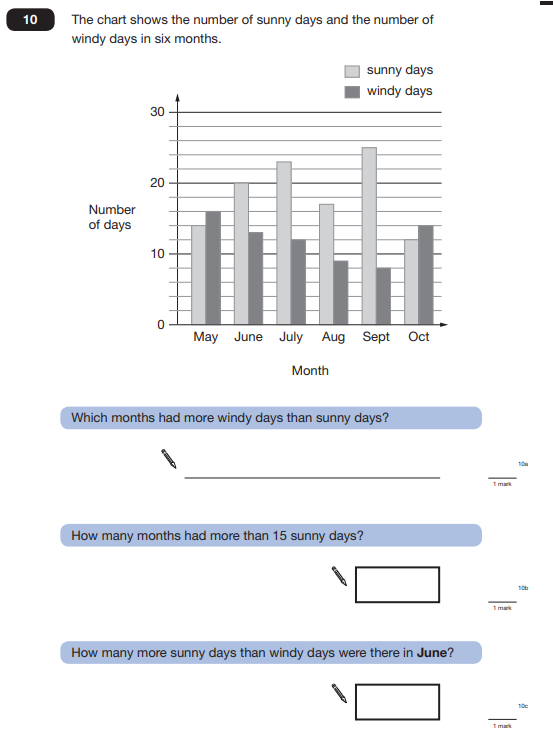 10
The chart shows the number of sunny days and the number of
windy days in six months.
sunny days
windy days
30
20
Number
of days
10
0
May June July Aug Sept Oct
Month
Which months had more windy days than sunny days?
10a
1 mark
How many months had more than 15 sunny days?
10b
1 mark
How many more sunny days than windy days were there in June?
10c
1 mark